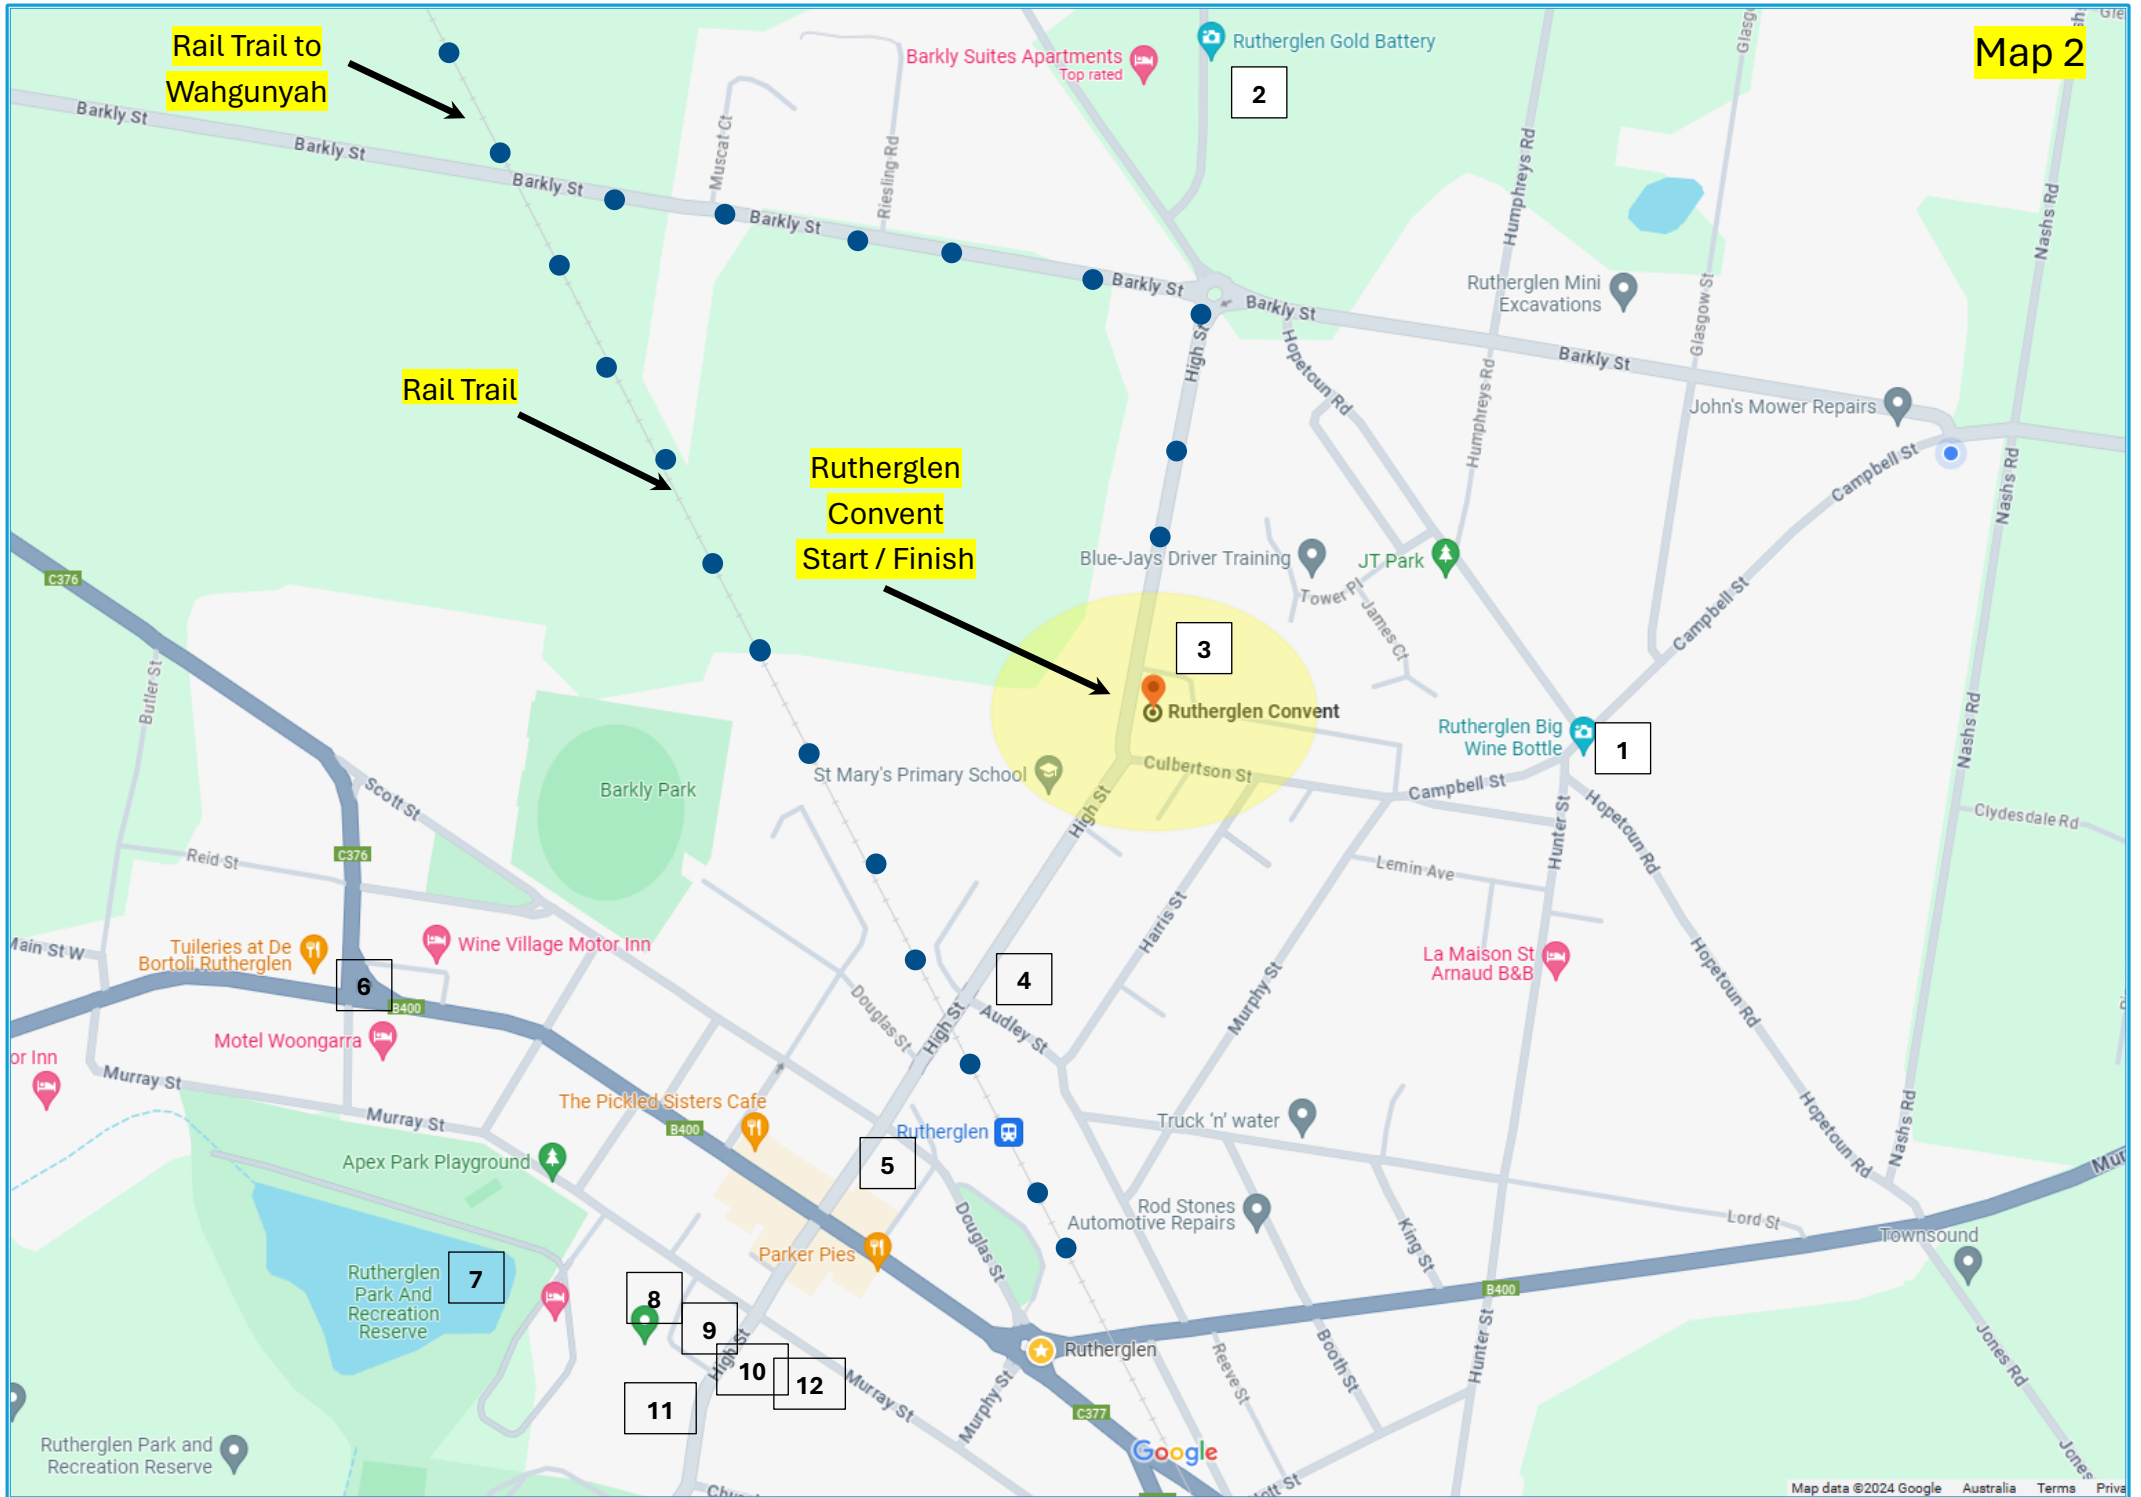 Rail Trail to
Wahgunyah
Map 2
Barkly Suites Apartments
Top rated
Rutherglen Gold Battery
2
Barkly St
Barkly St
Barkly St
Barkly St
Barkly St
Barkly St
Barkly St
Muscat Ct
Riesling Rd
Humphreys Rd
Humphreys Rd
Glasgow St
Nashs Rd
Rutherglen Mini
Excavations
High St
Hopetoun Rd
John's Mower Repairs
Campbell St
Nashs Rd
Rail Trail
Rutherglen
Convent
Start / Finish
Blue-Jays Driver Training
JT Park
Tower Pl
James Ct
Campbell St
C376
3
Rutherglen Convent
Butler St
Rutherglen Big
Wine Bottle
1
Nashs Rd
St Mary's Primary School
Culbertson St
Campbell St
Barkly Park
Scott St
High St
Hunter St
Hopetoun Rd
Clydesdale Rd
C376
Reid St
Lemin Ave
Harris St
Main St W
Tuileries at De
Bortoli Rutherglen
Wine Village Motor Inn
La Maison St
Arnaud B&B
Hopetoun Rd
6
B400
4
Murphy St
Douglas St
High St
Audley St
Motel Woongarra
or Inn
Murray St
Murray St
The Pickled Sisters Cafe
B400
Rutherglen
Truck 'n' water
Hopetoun Rd
Nashs Rd
Apex Park Playground
5
Rod Stones
Automotive Repairs
Lord St
King St
Townsound
Douglas St
Parker Pies
Rutherglen
Park And
Recreation
Reserve
7
8
9
10
12
11
High St
Murray St
B400
Rutherglen
Booth St
Reeve St
Hunter St
Jones Rd
Murphy St
C377
Rutherglen Park and
Recreation Reserve
Google
Jones
Map data ©2024 Google Australia Terms Priva